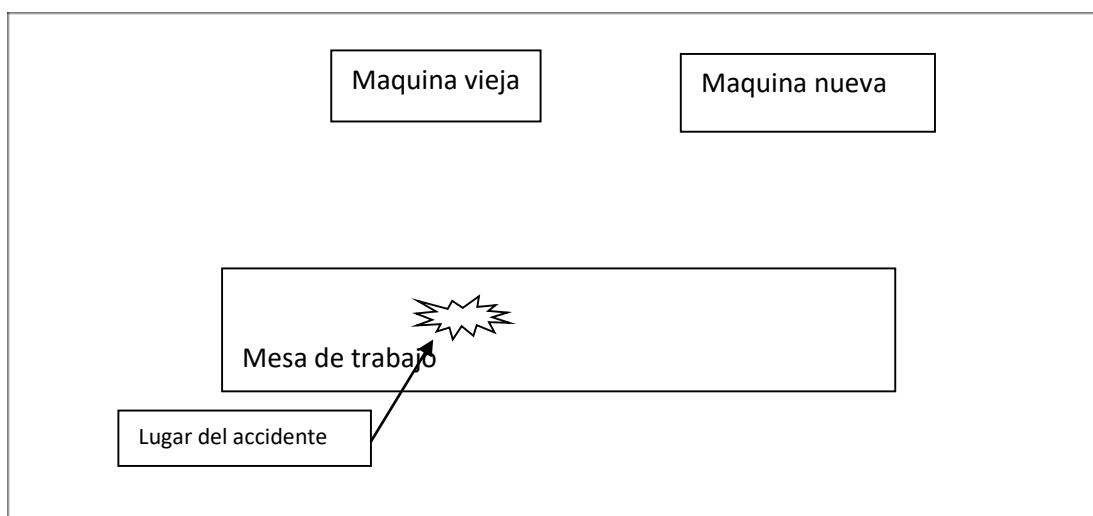 Maquina vieja
Maquina nueva
Mesa de trabajo
Lugar del accidente